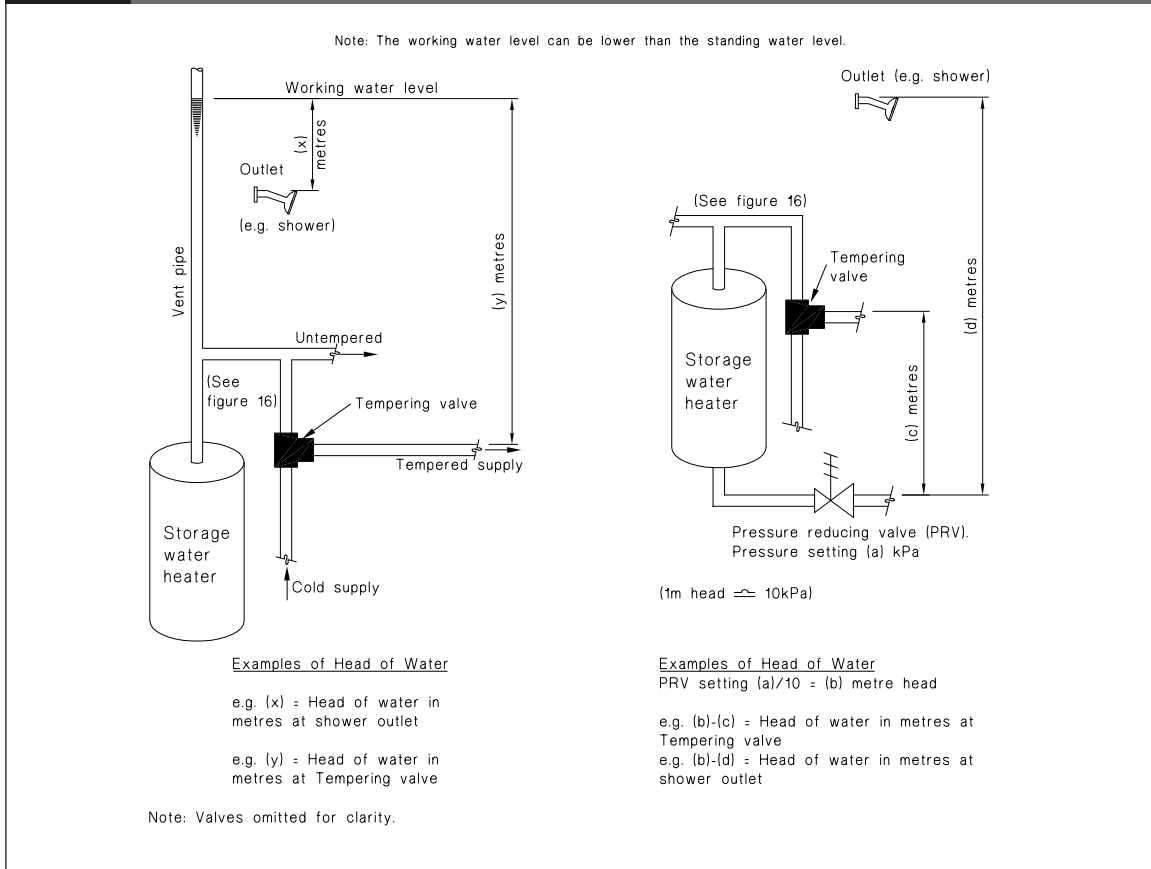 Note: The working water level can be lower than the standing water level.
Working water level
(x)
metres
Outlet
(e.g. shower)
(y) metres
Vent pipe
Untempered
(See
figure 16)
Tempering valve
Tempered supply
Storage
water
heater
Cold supply
Examples of Head of Water
e.g. (x) = Head of water in
metres at shower outlet
e.g. (y) = Head of water in
metres at Tempering valve
Note: Valves omitted for clarity.
Outlet (e.g. shower)
(See figure 16)
Tempering
valve
(d) metres
(c) metres
Storage
water
heater
Pressure reducing valve (PRV).
Pressure setting (a) kPa
(1m head ≏ 10kPa)
Examples of Head of Water
PRV setting (a)/10 = (b) metre head
e.g. (b)-(c) = Head of water in metres at
Tempering valve
e.g. (b)-(d) = Head of water in metres at
shower outlet